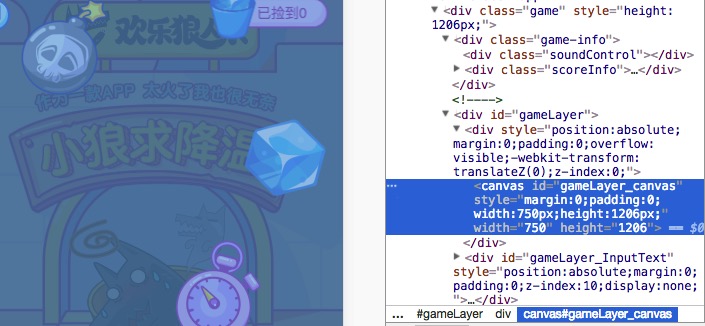 已捡到0
欢乐狼人
作为一款APP 太火了我也很无奈
小狼求降温
▼<div class="game" style="height:
1206px;">
▼<div class="game-info">
<div class="soundControl"></div>
▶<div class="scoreInfo">…</div>
</div>
<!---->
▼<div id="gameLayer">
▼<div style="position:absolute;
margin:0;padding:0;overflow:
visible;-webkit-transform:
translateZ(0);z-index:0;">
… <canvas id="gameLayer_canvas"
style="margin:0;padding:0;
width:750px;height:1206px;"
width="750" height="1206"> == $0
</div>
▶<div id="gameLayer_InputText"
style="position:absolute;margin:0;
padding:0;z-index:10;display:none;
">…</div>
… #gameLayer div canvas#gameLayer_canvas